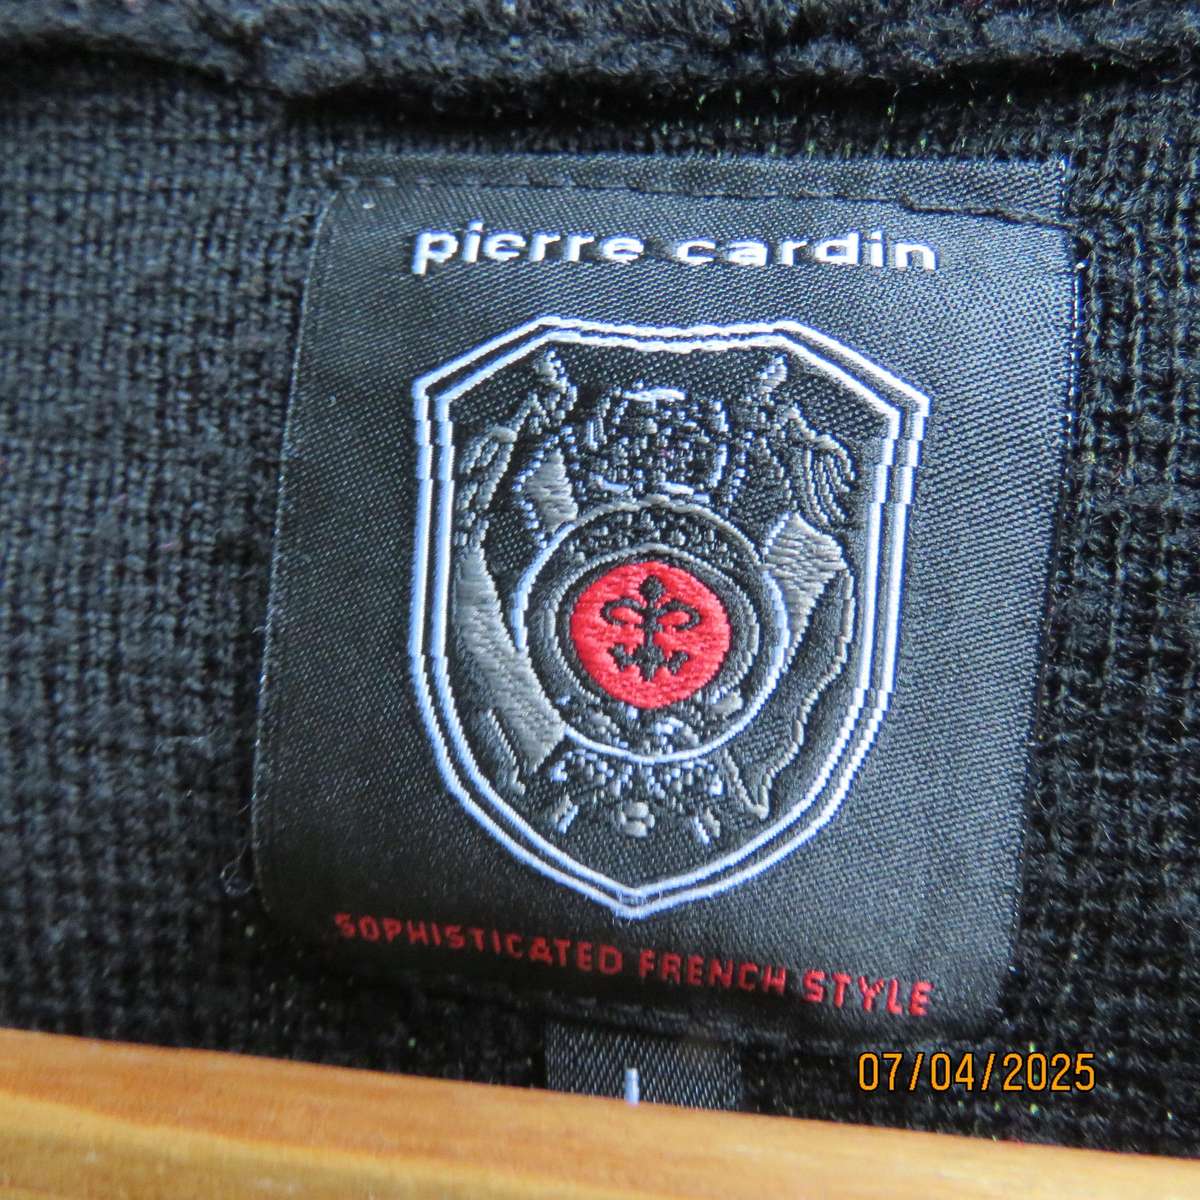 pierre cardin
SOPHISTICATED FRENCH STYLE
07/04/2025